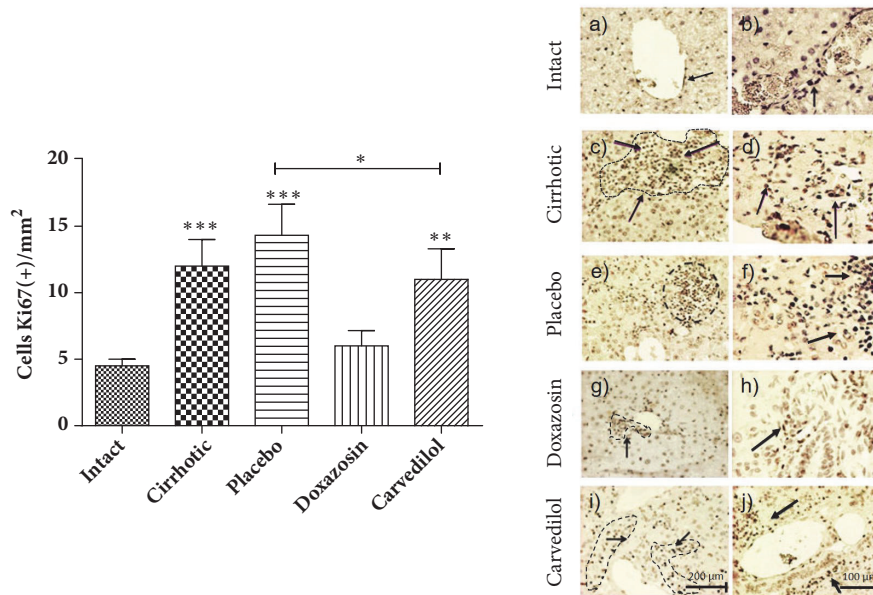 Cells Ki67(+)/mm²
20
15
10
5
0
***
***
*
**
Intact
Cirrhotic
Placebo
Doxazosin
Carvedilol
Intact
a)
b)
Cirrhotic
c)
d)
Placebo
e)
f)
Doxazosin
g)
h)
Carvedilol
i)
j)
200 μm
100 μm